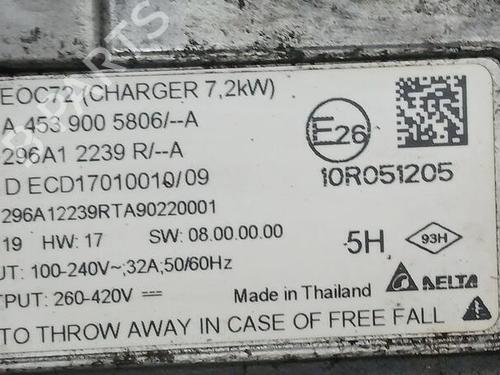 EOC72 (CHARGER 7,2kW)
A 453 900 5806/--A
296A1 2239 R/--A
D ECD17010010/09
296A12239RTA90220001
19 HW: 17 SW: 08.00.00.00
UT: 100-240V~;32A;50/60Hz
TPUT: 260-420V
Made in Thailand
TO THROW AWAY IN CASE OF FREE FALL
E26
10R051205
5H
93H
DELTA
PARTS